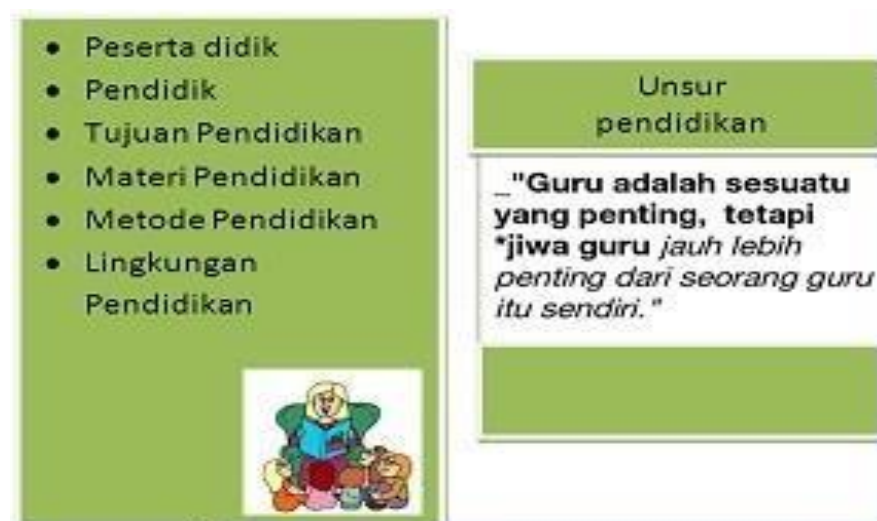 • Peserta didik
• Pendidik
• Tujuan Pendidikan
• Materi Pendidikan
• Metode Pendidikan
• Lingkungan
Pendidikan
Unsur
pendidikan
_"Guru adalah sesuatu
yang penting, tetapi
*jiwa guru jauh lebih
penting dari seorang guru
itu sendiri."